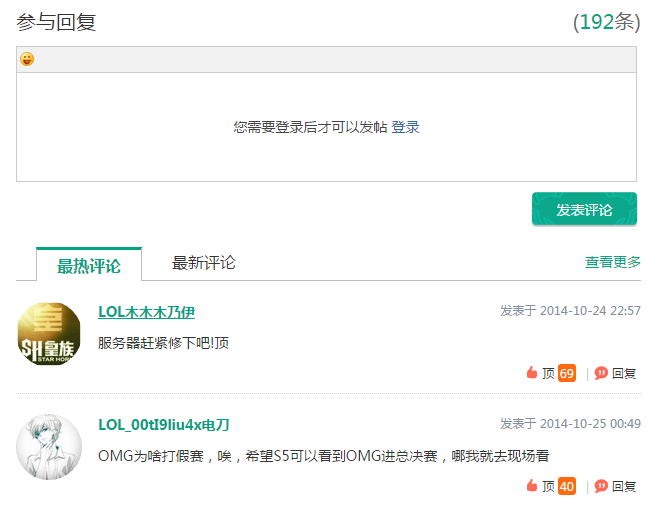 参与回复 (192条)
您需要登录后才可以发帖 登录
发表评论
最热评论 最新评论 查看更多
LOL木木木乃伊 发表于 2014-10-24 22:57
皇
SH皇族
STAR HORN
服务器赶紧修下吧!顶
顶 69 | 回复
LOL_00tI9liu4x电刀 发表于 2014-10-25 00:49
OMG为啥打假赛，唉，希望S5可以看到OMG进总决赛，哪我就去现场看
顶 40 | 回复